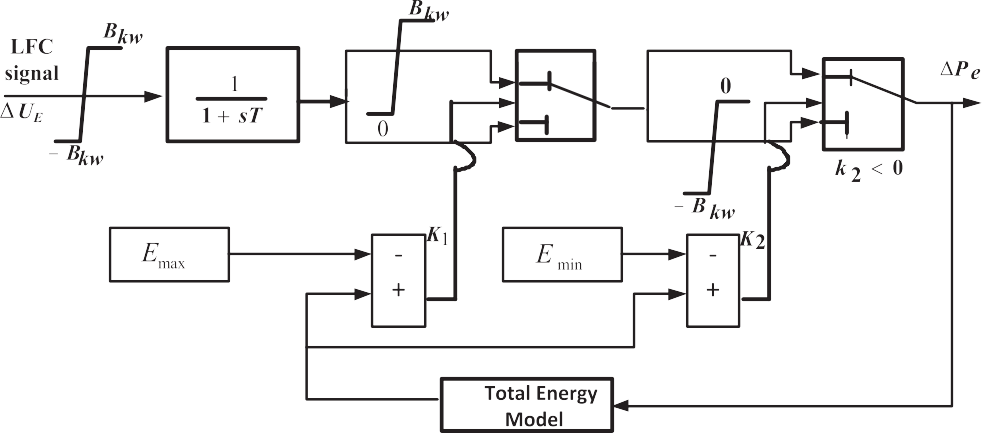 LFC
signal
ΔU_E
B_kw
- B_kw
1
1 + sT
B_kw
0
0
- B_kw
k_2 < 0
ΔP_e
E_max
-
+
K_1
E_min
-
+
K_2
Total Energy
Model